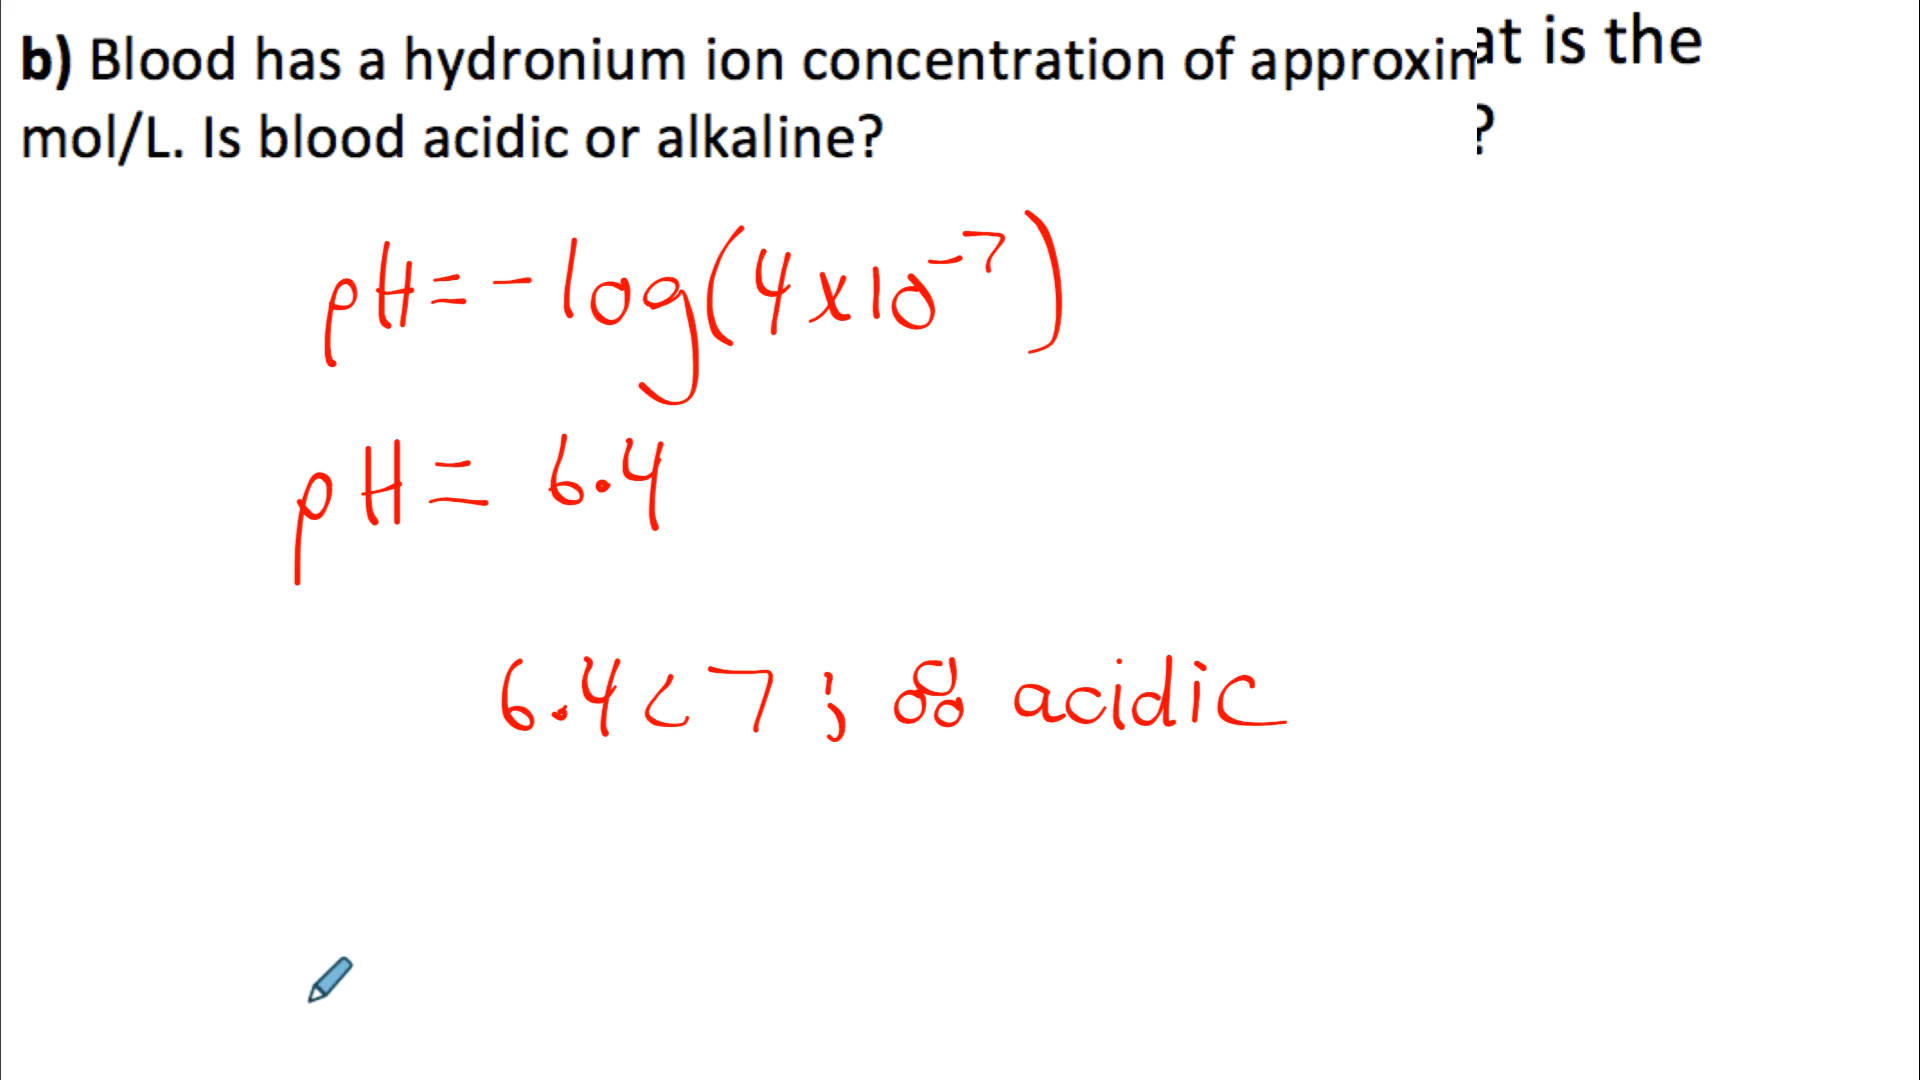 b) Blood has a hydronium ion concentration of approxim
at is the
mol/L. Is blood acidic or alkaline?
?
pH = -log(4x10⁻⁷)
pH = 6.4
6.4 < 7 ; ∴ acidic